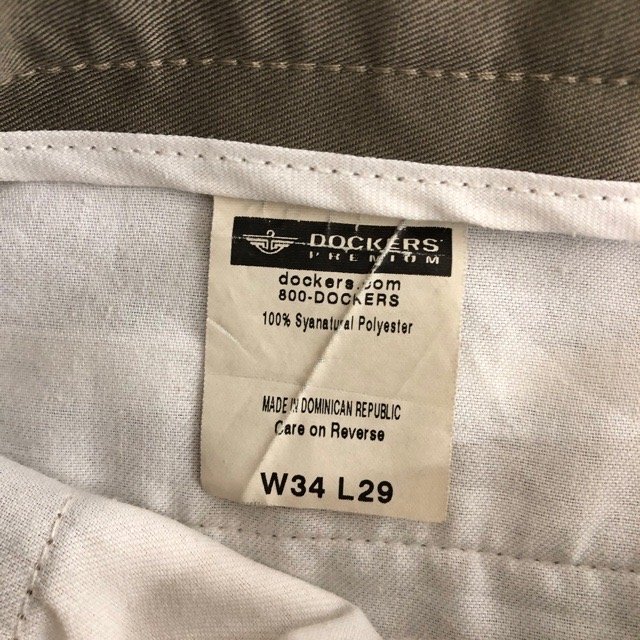 DOCKERS
PREMIUM
dockers.com
800-DOCKERS
100% Syanatural Polyester
MADE IN DOMINICAN REPUBLIC
Care on Reverse
W34 L29